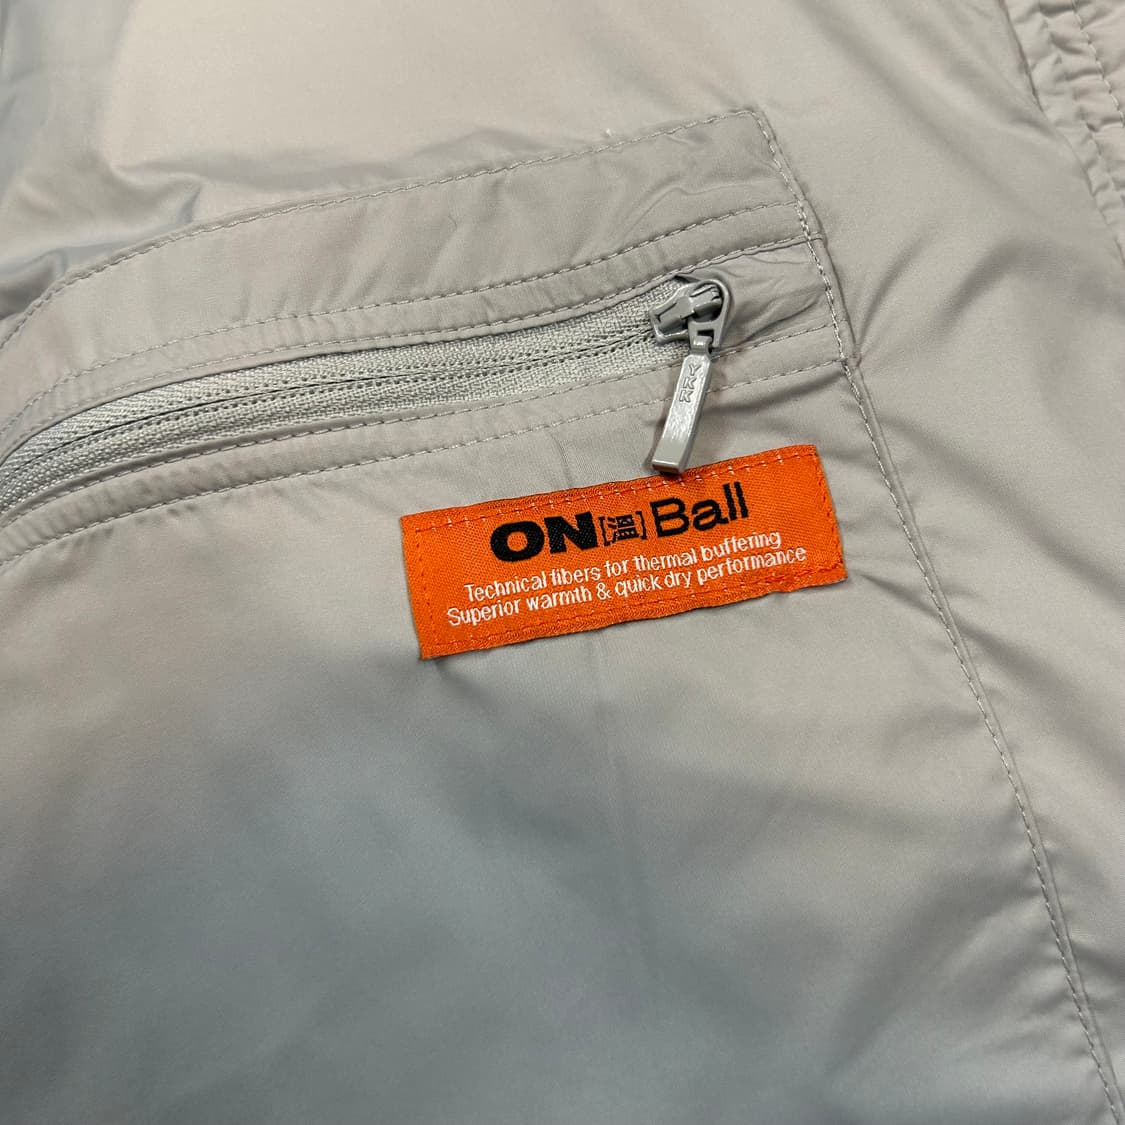 YKK
ON[温]Ball
Technical fibers for thermal buffering
Superior warmth & quick dry performance